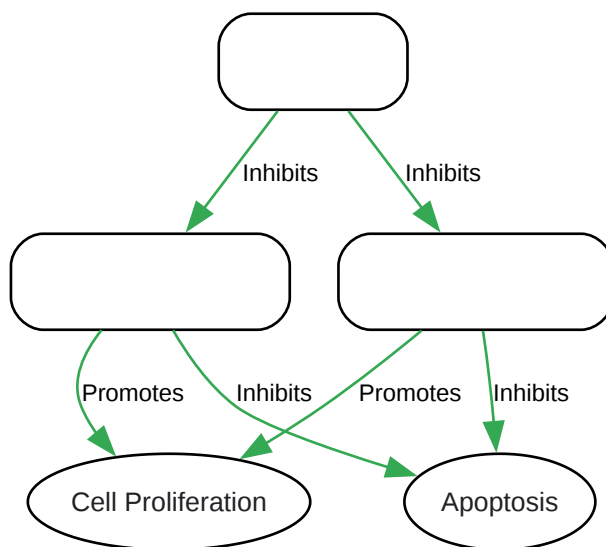 Inhibits
Inhibits
Promotes
Inhibits
Promotes
Inhibits
Cell Proliferation
Apoptosis